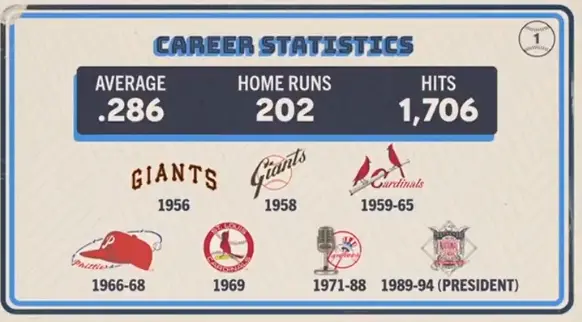 CAREER STATISTICS
1
AVERAGE HOME RUNS HITS
.286 202 1,706
GIANTS Giants Cardinals
1956 1958 1959-65
Phillies ST. LOUIS CARDINALS
1966-68 1969 1971-88 1989-94 (PRESIDENT)